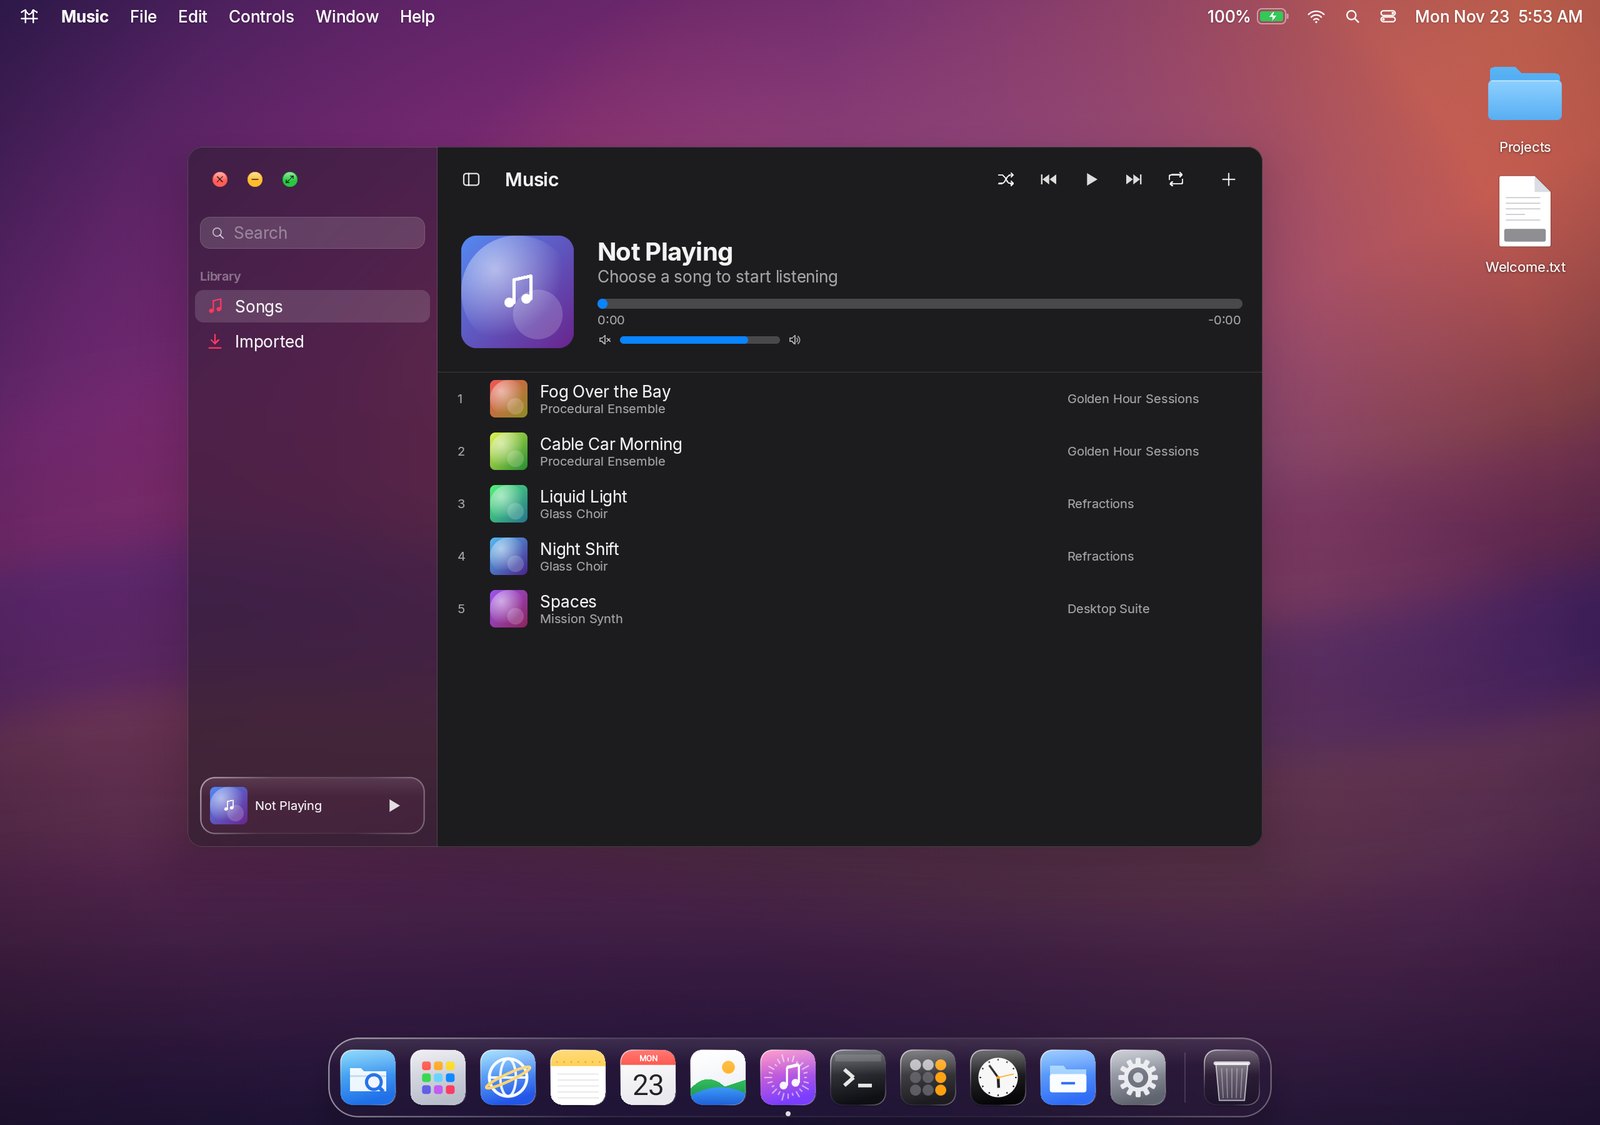 Music File Edit Controls Window Help
100% Mon Nov 23 5:53 AM
Projects
Welcome.txt
Music
Search
Library
Songs
Imported
Not Playing
Not Playing
Choose a song to start listening
0:00 -0:00
1 Fog Over the Bay Golden Hour Sessions
Procedural Ensemble
2 Cable Car Morning Golden Hour Sessions
Procedural Ensemble
3 Liquid Light Refractions
Glass Choir
4 Night Shift Refractions
Glass Choir
5 Spaces Desktop Suite
Mission Synth
MON
23